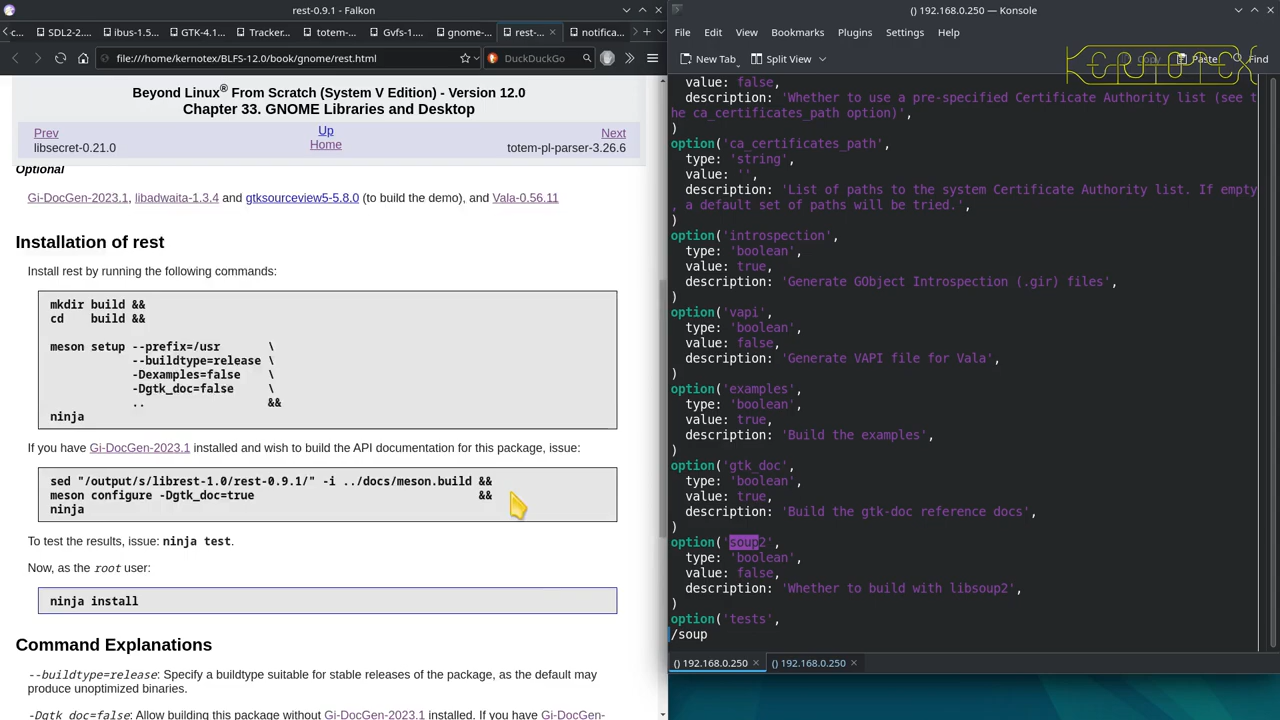 rest-0.9.1 - Falkon
c...
SDL2-2....
ibus-1.5...
GTK-4.1...
Tracker...
totem-...
Gvfs-1....
gnome-...
rest-...
notifica...
file:///home/kernotex/BLFS-12.0/book/gnome/rest.html
DuckDuckGo
Beyond Linux® From Scratch (System V Edition) - Version 12.0
Chapter 33. GNOME Libraries and Desktop
Prev
Up
Next
libsecret-0.21.0
Home
totem-pl-parser-3.26.6
Optional
Gi-DocGen-2023.1, libadwaita-1.3.4 and gtksourceview5-5.8.0 (to build the demo), and Vala-0.56.11
Installation of rest
Install rest by running the following commands:
mkdir build &&
cd    build &&
meson setup --prefix=/usr       \
            --buildtype=release \
            -Dexamples=false    \
            -Dgtk_doc=false     \
            ..                  &&
ninja
If you have Gi-DocGen-2023.1 installed and wish to build the API documentation for this package, issue:
sed "/output/s/librest-1.0/rest-0.9.1/" -i ../docs/meson.build &&
meson configure -Dgtk_doc=true                                 &&
ninja
To test the results, issue: ninja test.
Now, as the root user:
ninja install
Command Explanations
--buildtype=release: Specify a buildtype suitable for stable releases of the package, as the default may
produce unoptimized binaries.
-Dgtk_doc=false: Allow building this package without Gi-DocGen-2023.1 installed. If you have Gi-DocGen-
() 192.168.0.250 — Konsole
File Edit View Bookmarks Plugins Settings Help
New Tab
Split View
Copy
Paste
Find
KERNOTEX
  value: false,
  description: 'Whether to use a pre-specified Certificate Authority list (see t
he ca_certificates_path option)',
)
option('ca_certificates_path',
  type: 'string',
  value: '',
  description: 'List of paths to the system Certificate Authority list. If empty
, a default set of paths will be tried.',
)
option('introspection',
  type: 'boolean',
  value: true,
  description: 'Generate GObject Introspection (.gir) files',
)
option('vapi',
  type: 'boolean',
  value: false,
  description: 'Generate VAPI file for Vala',
)
option('examples',
  type: 'boolean',
  value: true,
  description: 'Build the examples',
)
option('gtk_doc',
  type: 'boolean',
  value: true,
  description: 'Build the gtk-doc reference docs',
)
option('soup2',
  type: 'boolean',
  value: false,
  description: 'Whether to build with libsoup2',
)
option('tests',
/soup
() 192.168.0.250
() 192.168.0.250